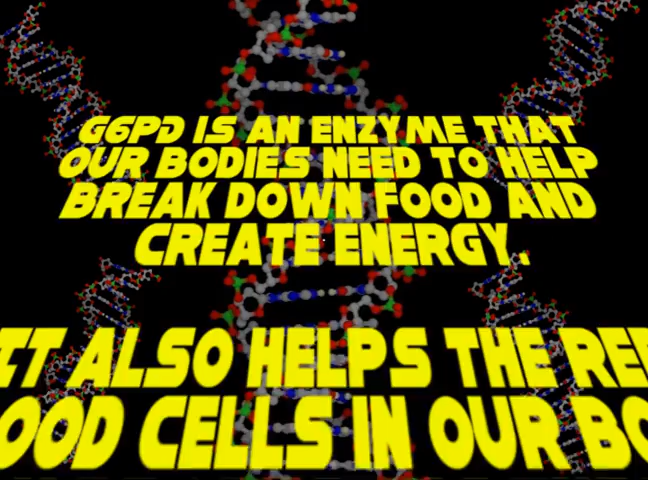 G6PD IS AN ENZYME THAT
OUR BODIES NEED TO HELP
BREAK DOWN FOOD AND
CREATE ENERGY.
IT ALSO HELPS THE
CELLS IN OUR